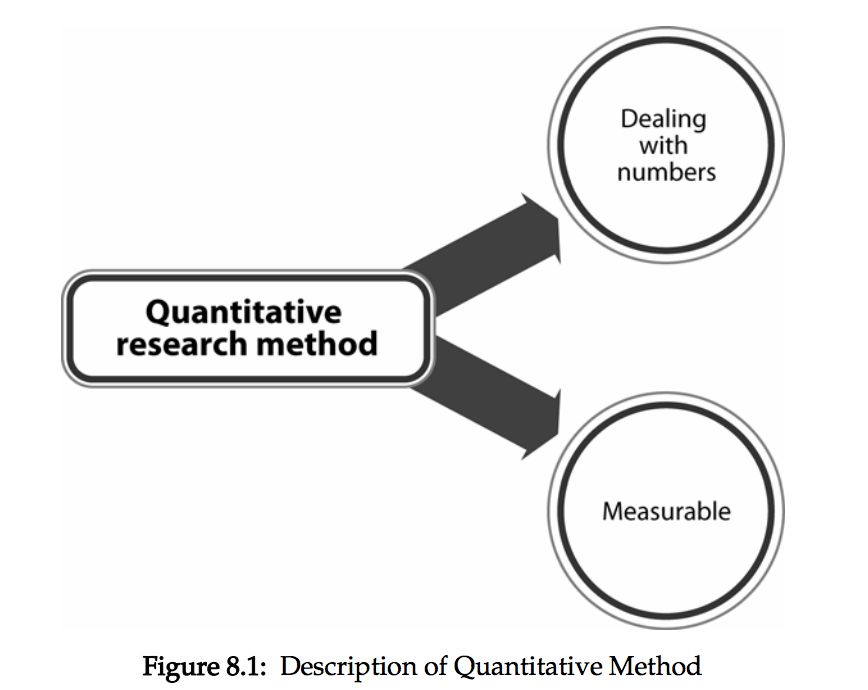 Dealing
with
numbers
Quantitative
research method
Measurable
Figure 8.1: Description of Quantitative Method